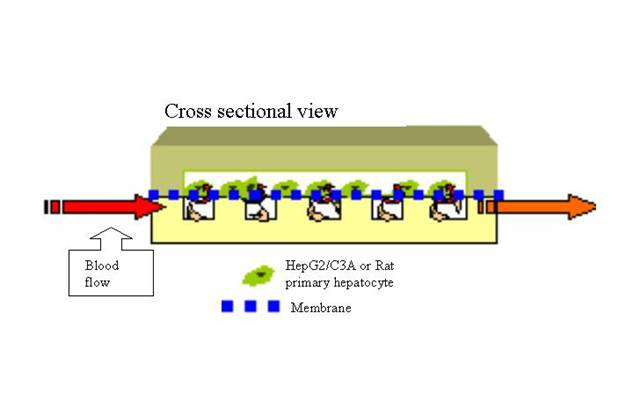 Cross sectional view
Blood
flow
HepG2/C3A or Rat
primary hepatocyte
Membrane